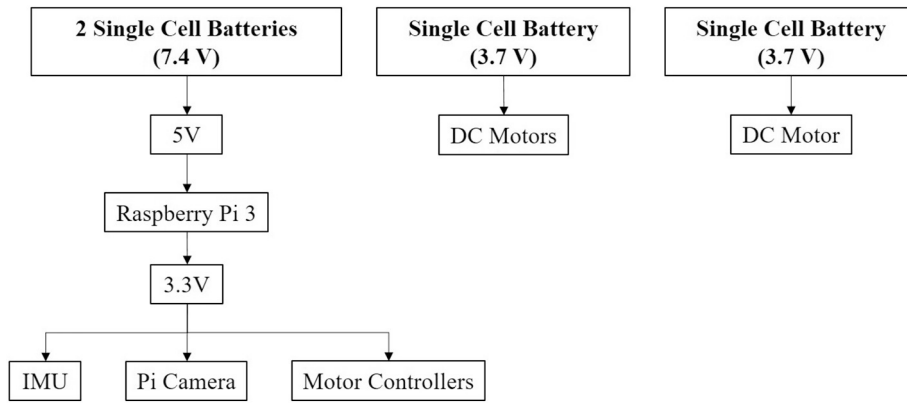 2 Single Cell Batteries
(7.4 V)
Single Cell Battery
(3.7 V)
Single Cell Battery
(3.7 V)
5V
DC Motors
DC Motor
Raspberry Pi 3
3.3V
IMU
Pi Camera
Motor Controllers